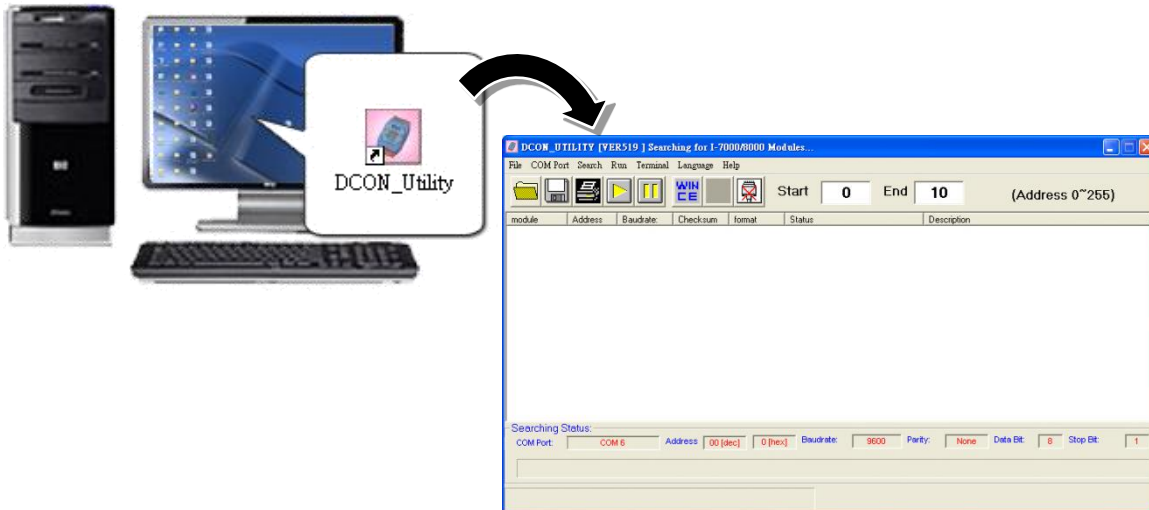 DCON_Utility
DCON_UTILITY [VER519 ] Searching for I-7000/8000 Modules...
File COM Port Search Run Terminal Language Help
WIN CE Start 0 End 10 (Address 0~255)
module Address Baudrate: Checksum format Status Description
Searching Status:
COM Port: COM 6 Address 00 [dec] 0 [hex] Baudrate: 9600 Parity: None Data Bit: 8 Stop Bit: 1